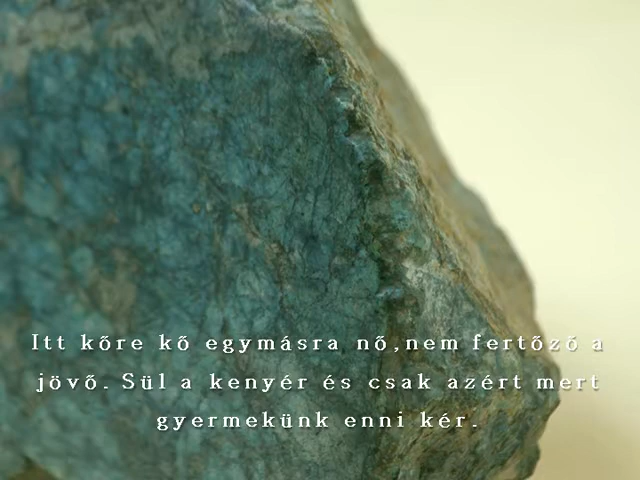 Itt kőre kő egymásra nő,nem fertőző a
jövő. Sül a kenyér és csak azért mert
gyermekünk enni kér.